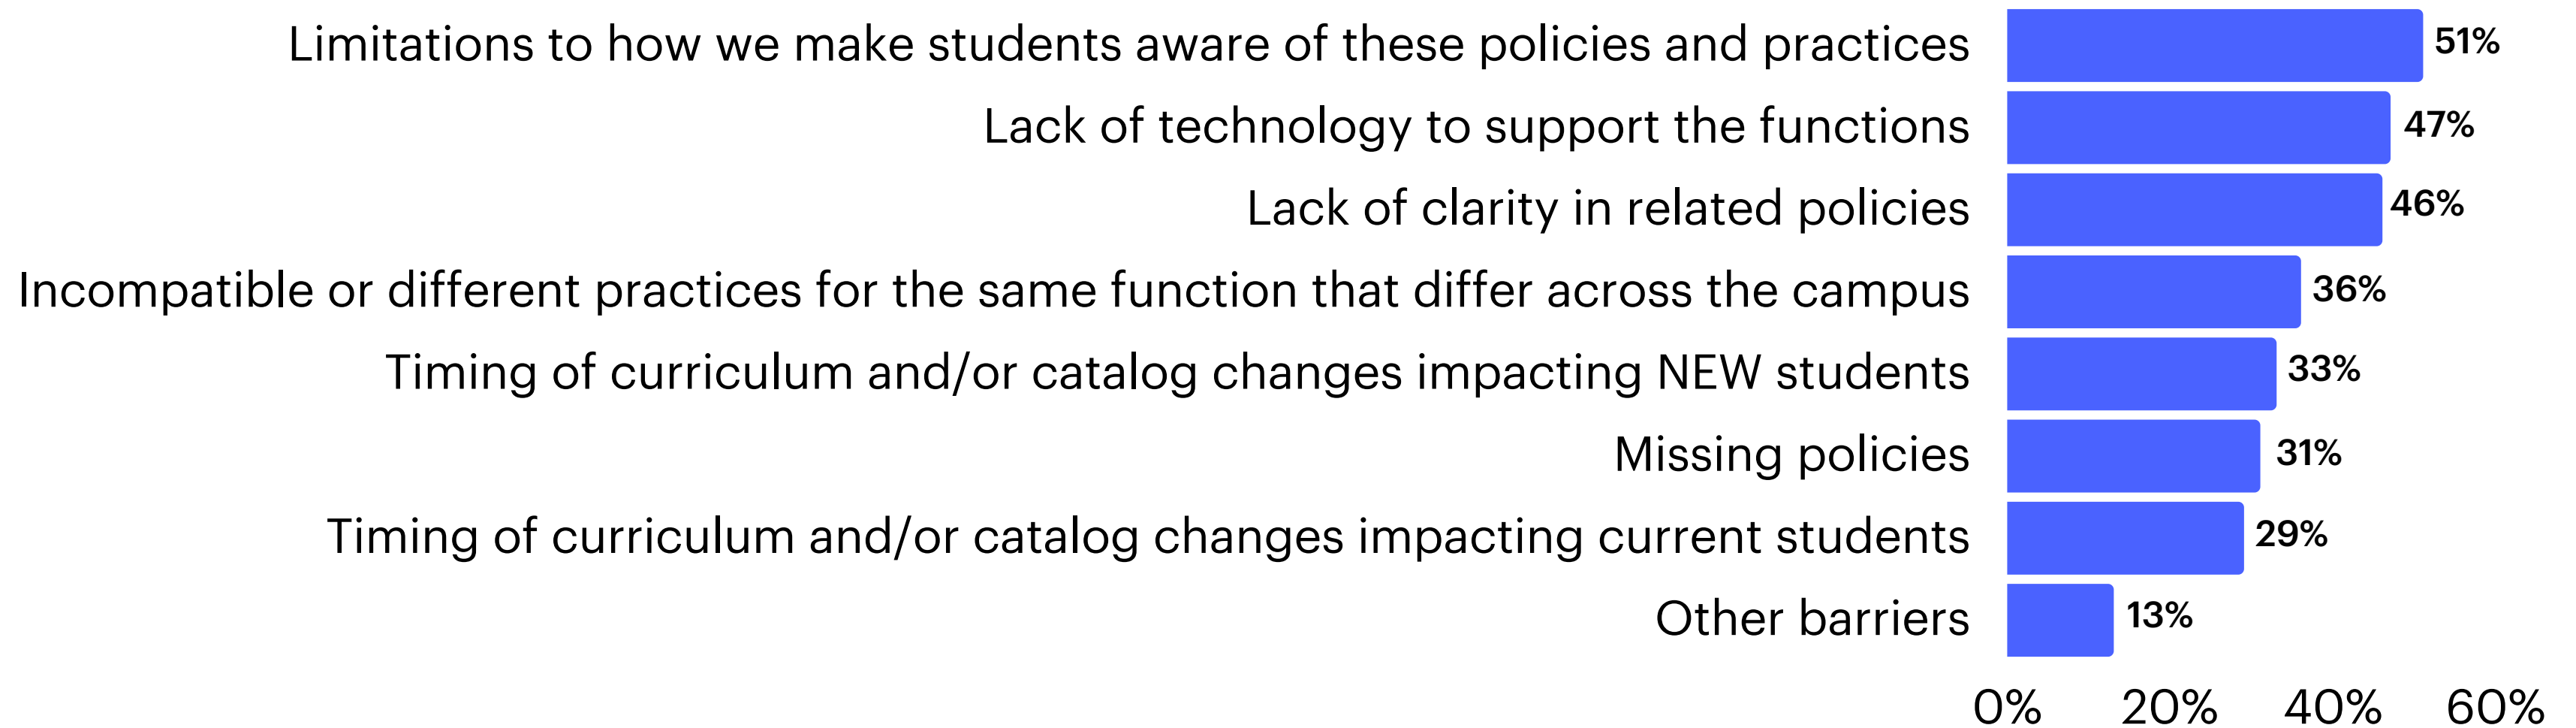 Limitations to how we make students aware of these policies and practices 51%
Lack of technology to support the functions 47%
Lack of clarity in related policies 46%
Incompatible or different practices for the same function that differ across the campus 36%
Timing of curriculum and/or catalog changes impacting NEW students 33%
Missing policies 31%
Timing of curriculum and/or catalog changes impacting current students 29%
Other barriers 13%
0% 20% 40% 60%